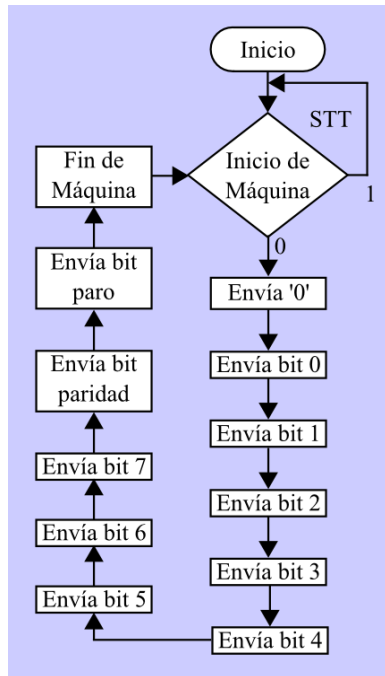 Inicio
STT
Inicio de
Máquina
1
0
Envía '0'
Envía bit 0
Envía bit 1
Envía bit 2
Envía bit 3
Envía bit 4
Envía bit 5
Envía bit 6
Envía bit 7
Envía bit
paridad
Envía bit
paro
Fin de
Máquina